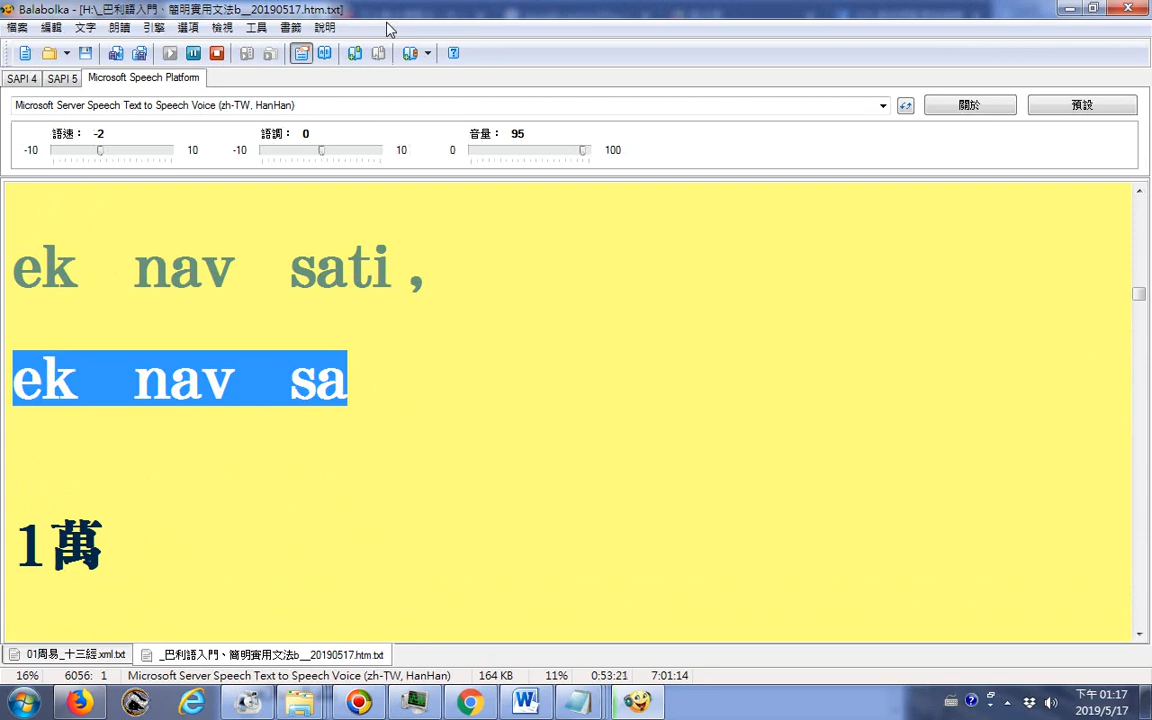 Balabolka - [H:\_巴利語入門、簡明實用文法b__20190517.htm.txt]
檔案 編輯 文字 朗讀 引擎 選項 檢視 工具 書籤 說明
SAPI 4 SAPI 5 Microsoft Speech Platform
Microsoft Server Speech Text to Speech Voice (zh-TW, HanHan) 關於 預設
語速： -2 語調： 0 音量： 95
-10 10 -10 10 0 100
ek nav sati，
ek nav sa
1萬
01周易_十三經.xml.txt _巴利語入門、簡明實用文法b__20190517.htm.txt
16% 6056: 1 Microsoft Server Speech Text to Speech Voice (zh-TW, HanHan) 164 KB 11% 0:53:21 7:01:14
下午 01:17
2019/5/17